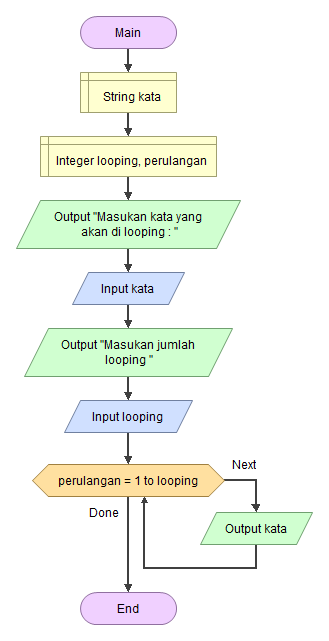 Main
String kata
Integer looping, perulangan
Output "Masukan kata yang
akan di looping : "
Input kata
Output "Masukan jumlah
looping "
Input looping
perulangan = 1 to looping
Next
Done
Output kata
End